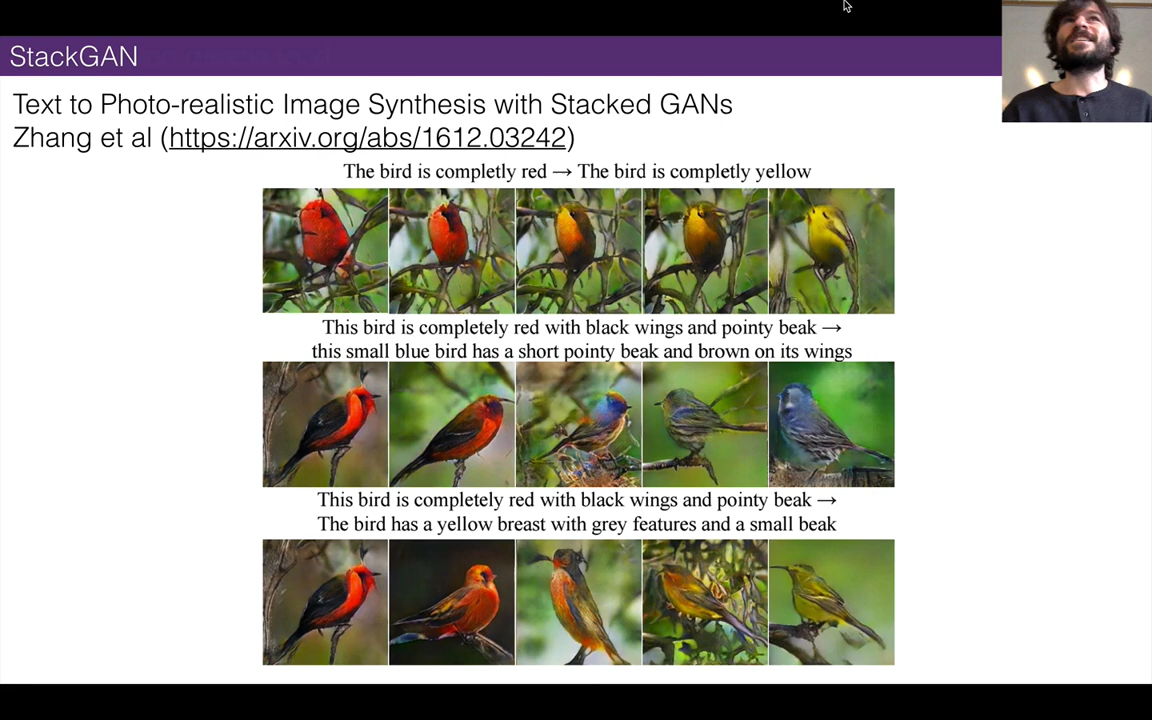 StackGAN
Text to Photo-realistic Image Synthesis with Stacked GANs
Zhang et al (https://arxiv.org/abs/1612.03242)
The bird is completly red → The bird is completly yellow
This bird is completely red with black wings and pointy beak →
this small blue bird has a short pointy beak and brown on its wings
This bird is completely red with black wings and pointy beak →
The bird has a yellow breast with grey features and a small beak